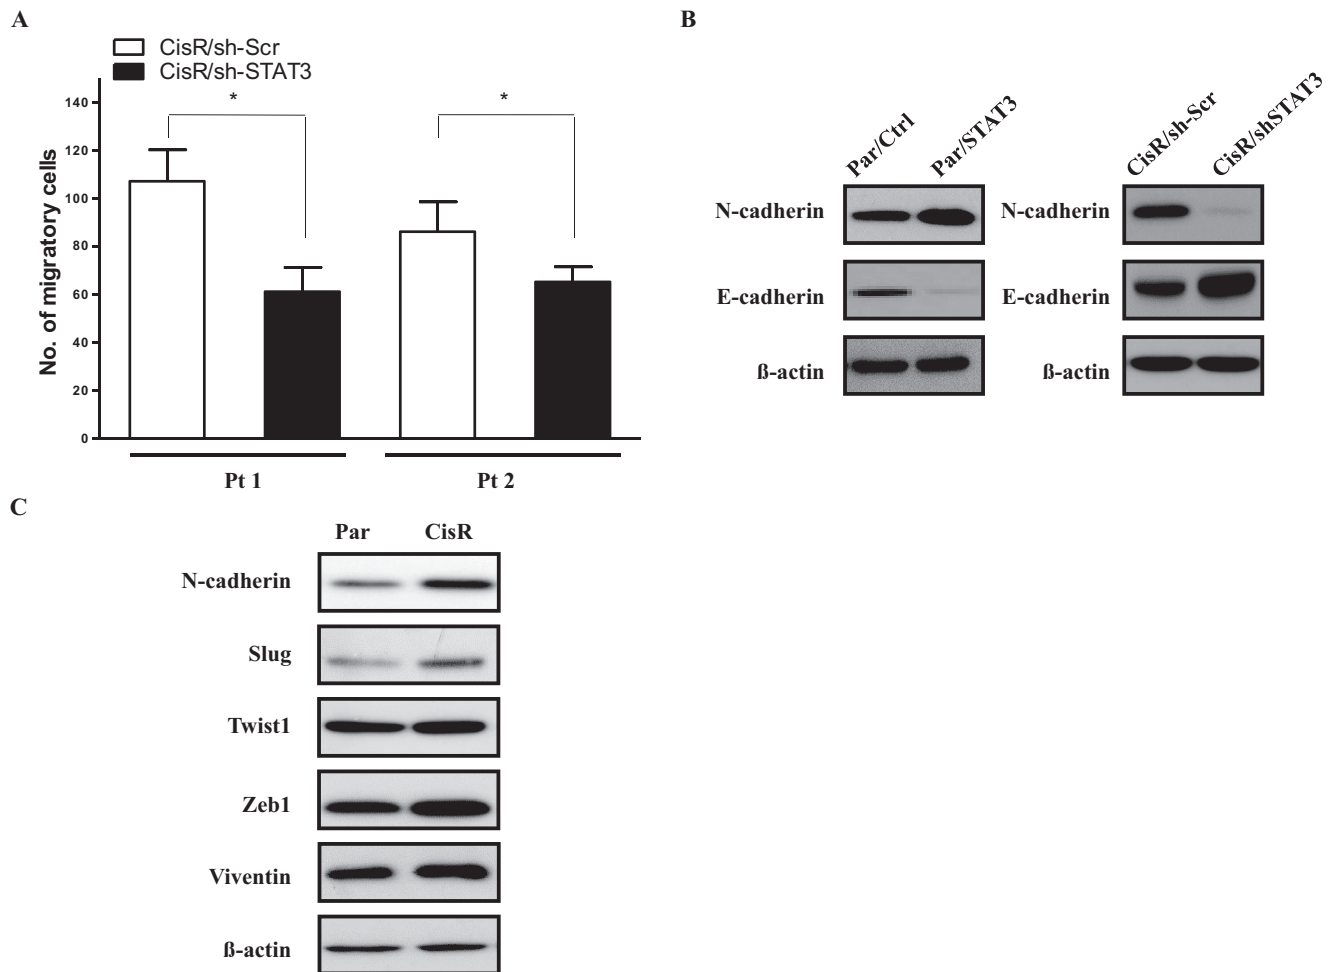 A
CisR/sh-Scr
CisR/sh-STAT3
*
*
140
120
100
80
60
40
20
0
No. of migratory cells
Pt 1
Pt 2
B
Par/Ctrl
Par/STAT3
CisR/sh-Scr
CisR/shSTAT3
N-cadherin
N-cadherin
E-cadherin
E-cadherin
ß-actin
ß-actin
C
Par
CisR
N-cadherin
Slug
Twist1
Zeb1
Viventin
ß-actin